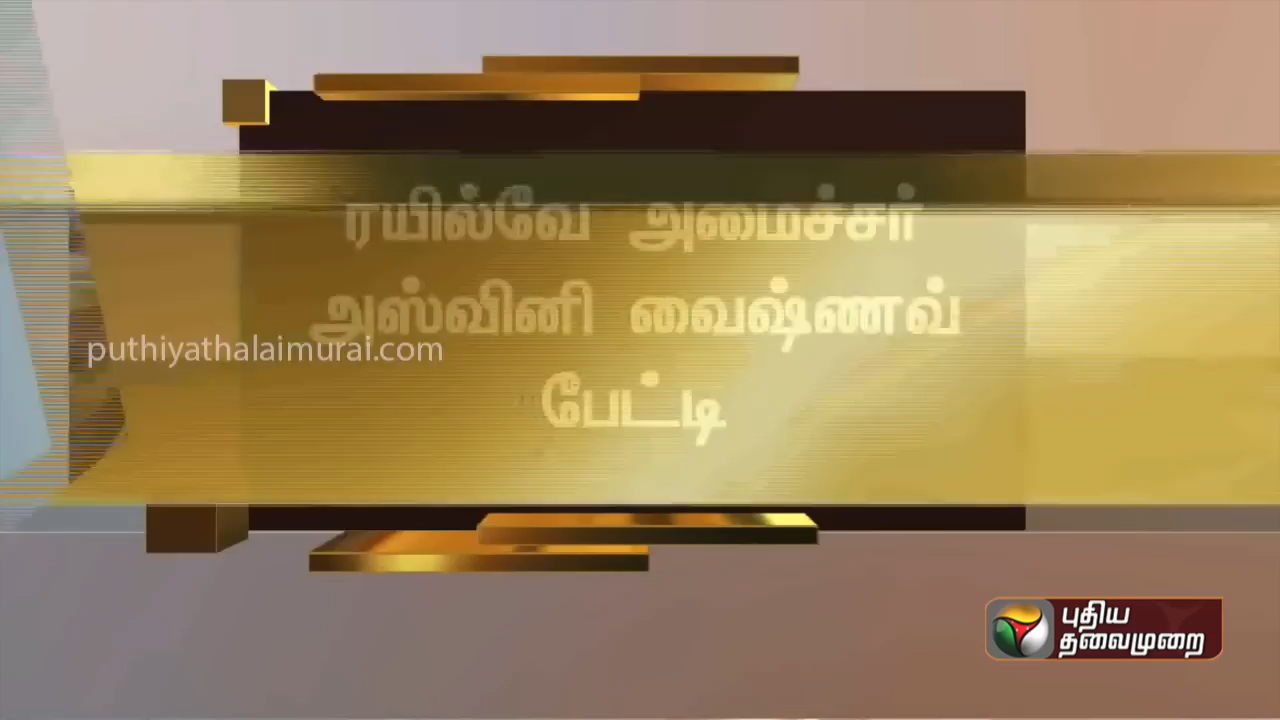 ரயில்வே அமைச்சர்
அஸ்வினி வைஷ்ணவ்
puthiyathalaimurai.com
பேட்டி
புதிய
தலைமுறை